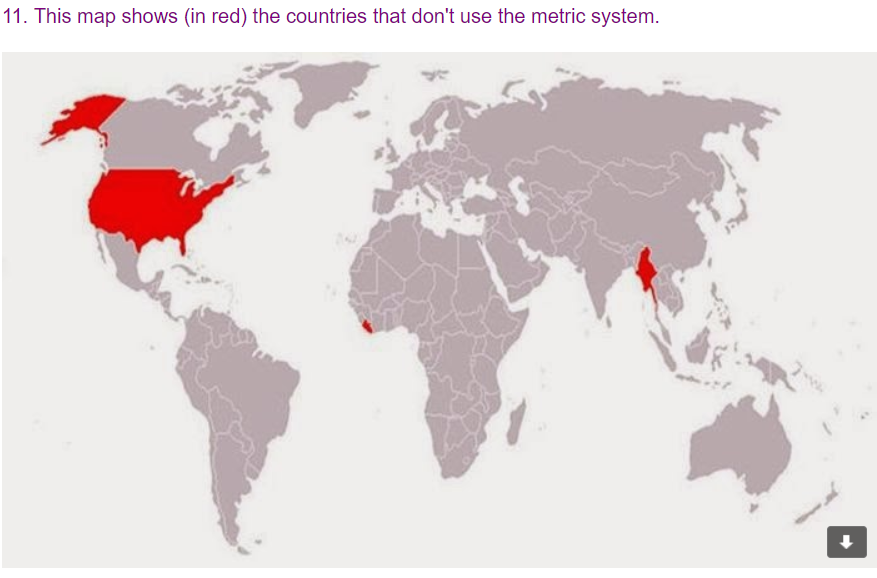 11. This map shows (in red) the countries that don't use the metric system.